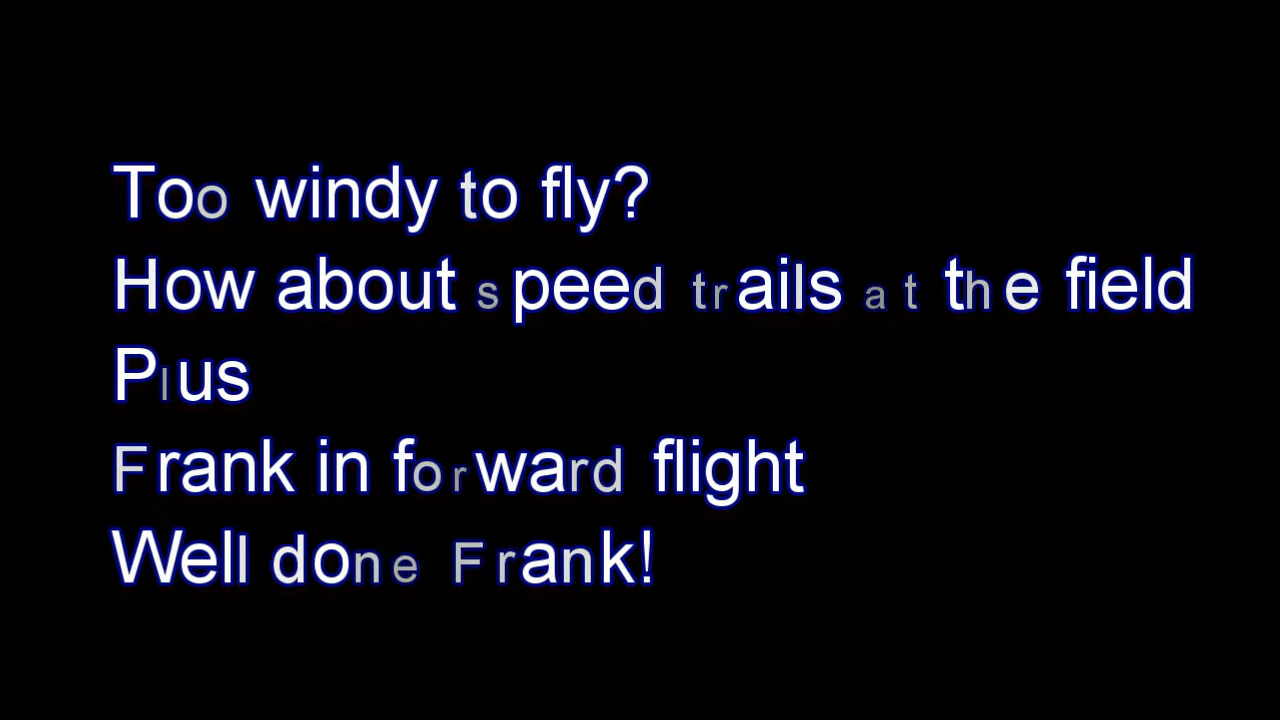 Too windy to fly?
How about speed trails at the field
Plus
Frank in forward flight
Well done Frank!